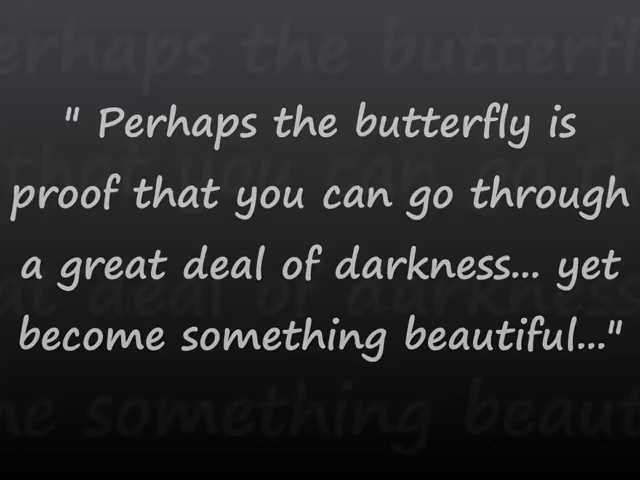 " Perhaps the butterfly is
proof that you can go through
a great deal of darkness... yet
become something beautiful..."